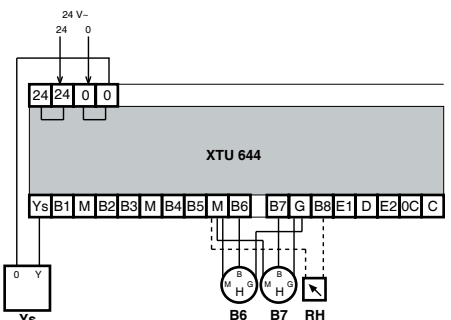 24 V~
24 0
24 24 0 0
XTU 644
Ys B1 M B2 B3 M B4 B5 M B6 B7 G B8 E1 D E2 0C C
0 Y
B B
M G M G
H H
Ys B6 B7 RH